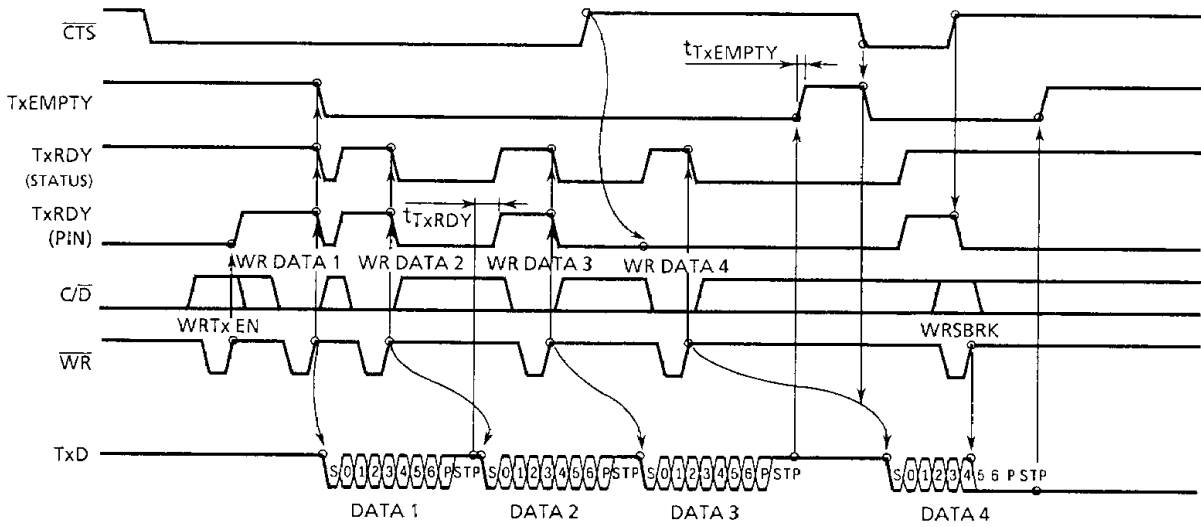 CTS
tTxEMPTY
TxEMPTY
TxRDY
(STATUS)
TxRDY
(PIN)
tTxRDY
WR DATA 1 WR DATA 2 WR DATA 3 WR DATA 4
C/D
WRTx EN WRSBRK
WR
TxD
S 0 1 2 3 4 5 6 P STP S 0 1 2 3 4 5 6 P STP S 0 1 2 3 4 5 6 P STP S 0 1 2 3 4 5 6 P STP
DATA 1 DATA 2 DATA 3 DATA 4